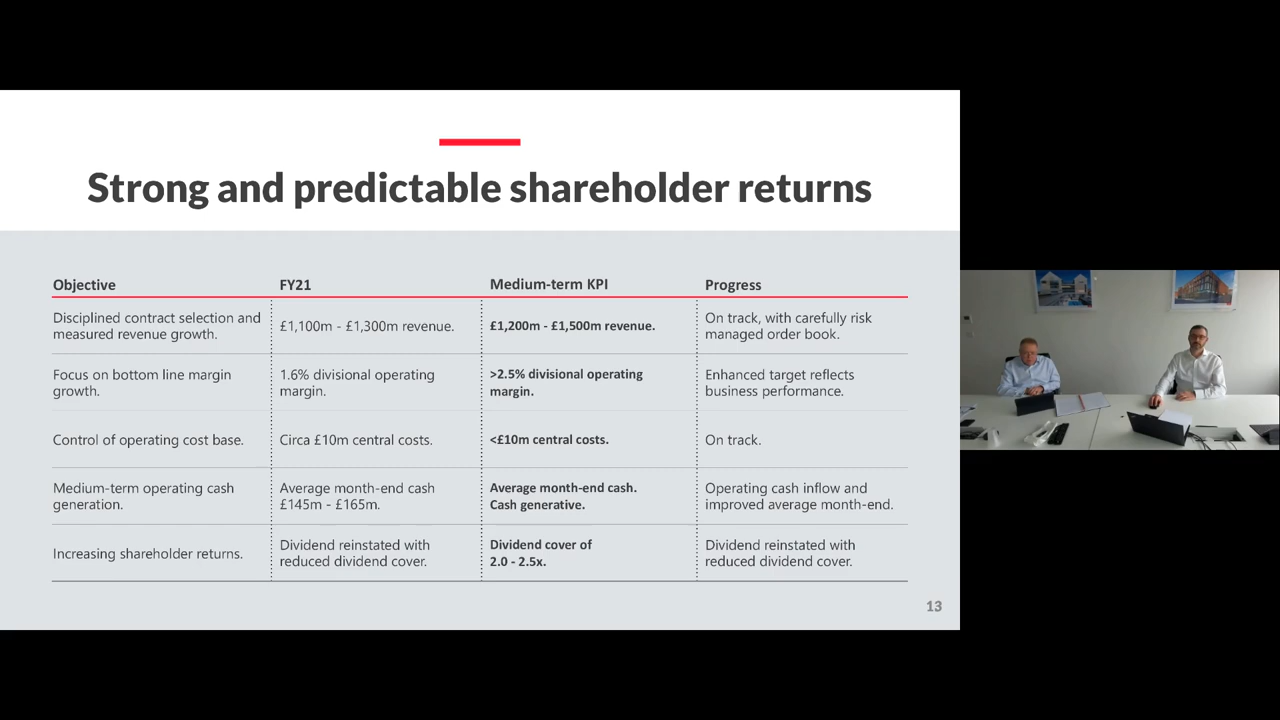 Strong and predictable shareholder returns
Objective
FY21
Medium-term KPI
Progress
Disciplined contract selection and
measured revenue growth.
£1,100m - £1,300m revenue.
£1,200m - £1,500m revenue.
On track, with carefully risk
managed order book.
Focus on bottom line margin
growth.
1.6% divisional operating
margin.
>2.5% divisional operating
margin.
Enhanced target reflects
business performance.
Control of operating cost base.
Circa £10m central costs.
<£10m central costs.
On track.
Medium-term operating cash
generation.
Average month-end cash
£145m - £165m.
Average month-end cash.
Cash generative.
Operating cash inflow and
improved average month-end.
Increasing shareholder returns.
Dividend reinstated with
reduced dividend cover.
Dividend cover of
2.0 - 2.5x.
Dividend reinstated with
reduced dividend cover.
13